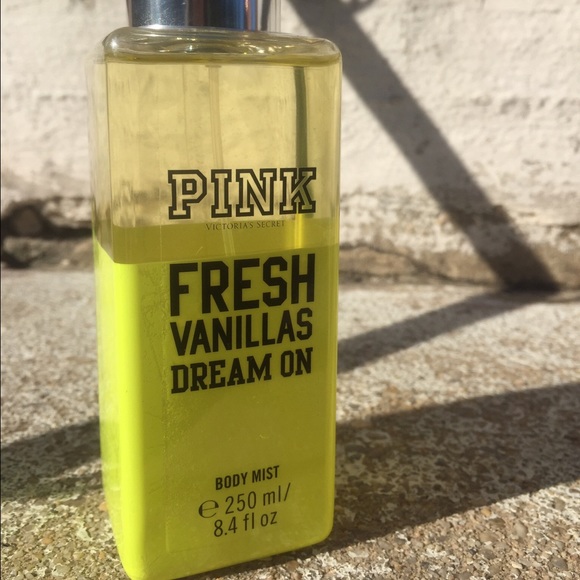 PINK
VICTORIA'S SECRET
FRESH
VANILLAS
DREAM ON
BODY MIST
℮ 250 ml/
8.4 fl oz